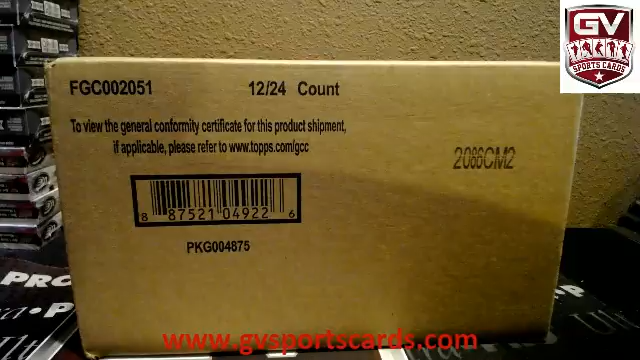 FGC002051 12/24 Count
GV
SPORTS CARDS
To view the general conformity certificate for this product shipment,
if applicable, please refer to www.topps.com/gcc
2086CM2
8 87521 04922 6
PKG004875
PRO
P
www.gvsportscards.com